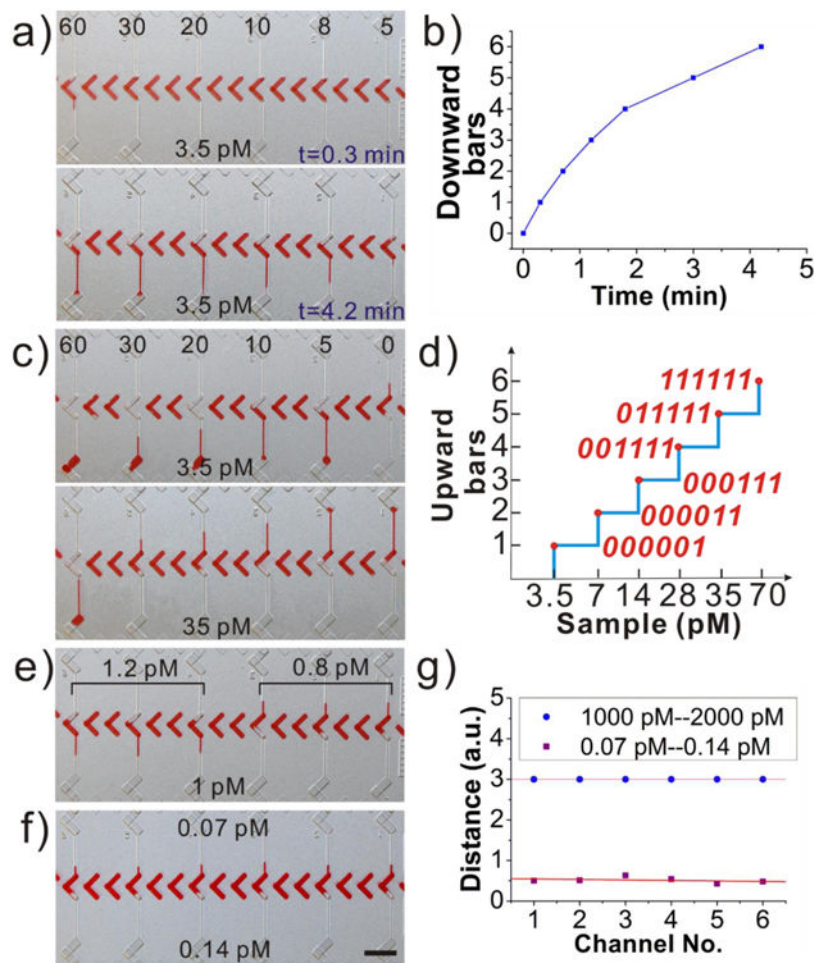 a)
60 30 20 10 8 5
3.5 pM
t=0.3 min
3.5 pM
t=4.2 min
b)
Downward
bars
6
5
4
3
2
1
0
0 1 2 3 4 5
Time (min)
c)
60 30 20 10 5 0
3.5 pM
35 pM
d)
Upward
bars
6
5
4
3
2
1
111111
011111
001111
000111
000011
000001
3.5 7 14 28 35 70
Sample (pM)
e)
1.2 pM 0.8 pM
1 pM
f)
0.07 pM
0.14 pM
g)
Distance (a.u.)
5
4
3
2
1
0
1000 pM--2000 pM
0.07 pM--0.14 pM
1 2 3 4 5 6
Channel No.